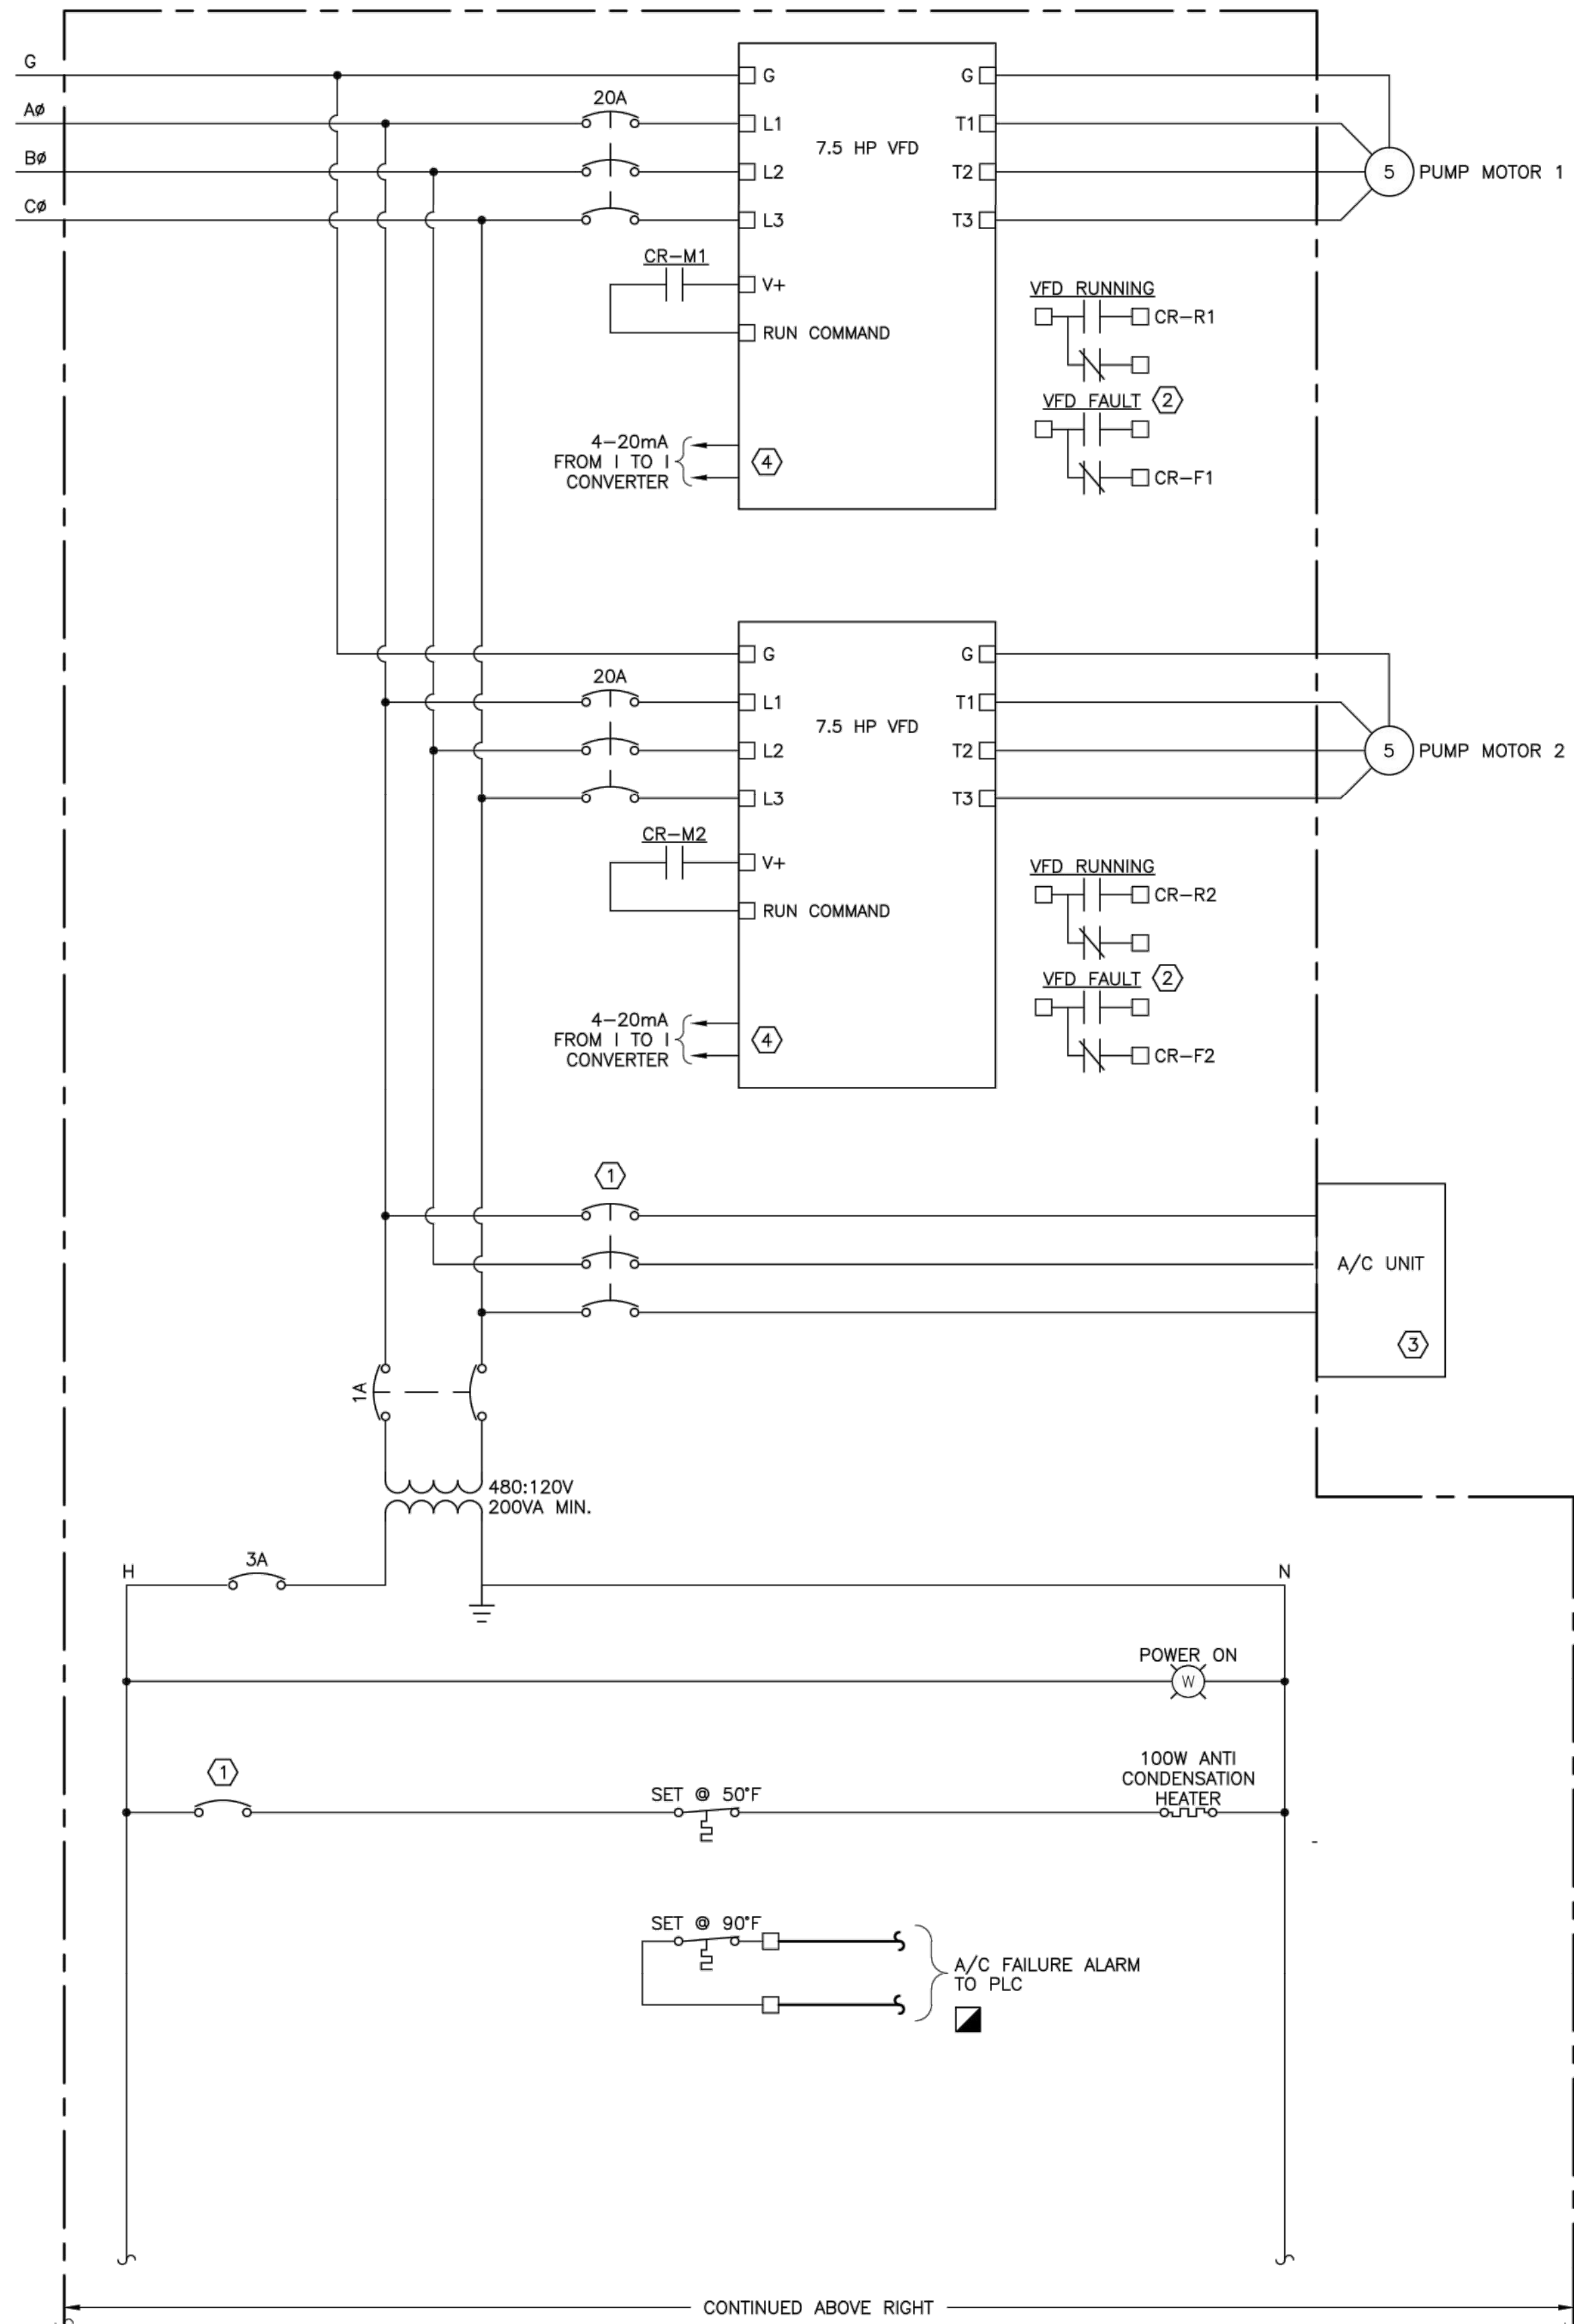 G
AØ
BØ
CØ
20A
G
L1
L2
L3
7.5 HP VFD
G
T1
T2
T3
5 PUMP MOTOR 1
CR-M1
V+
RUN COMMAND
VFD RUNNING
CR-R1
VFD FAULT 2
CR-F1
4-20mA
FROM I TO I
CONVERTER
4
20A
G
L1
L2
L3
7.5 HP VFD
G
T1
T2
T3
5 PUMP MOTOR 2
CR-M2
V+
RUN COMMAND
VFD RUNNING
CR-R2
VFD FAULT 2
CR-F2
4-20mA
FROM I TO I
CONVERTER
4
1
A/C UNIT
3
1A
480:120V
200VA MIN.
H
3A
N
POWER ON
W
1
SET @ 50°F
100W ANTI
CONDENSATION
HEATER
SET @ 90°F
A/C FAILURE ALARM
TO PLC
CONTINUED ABOVE RIGHT